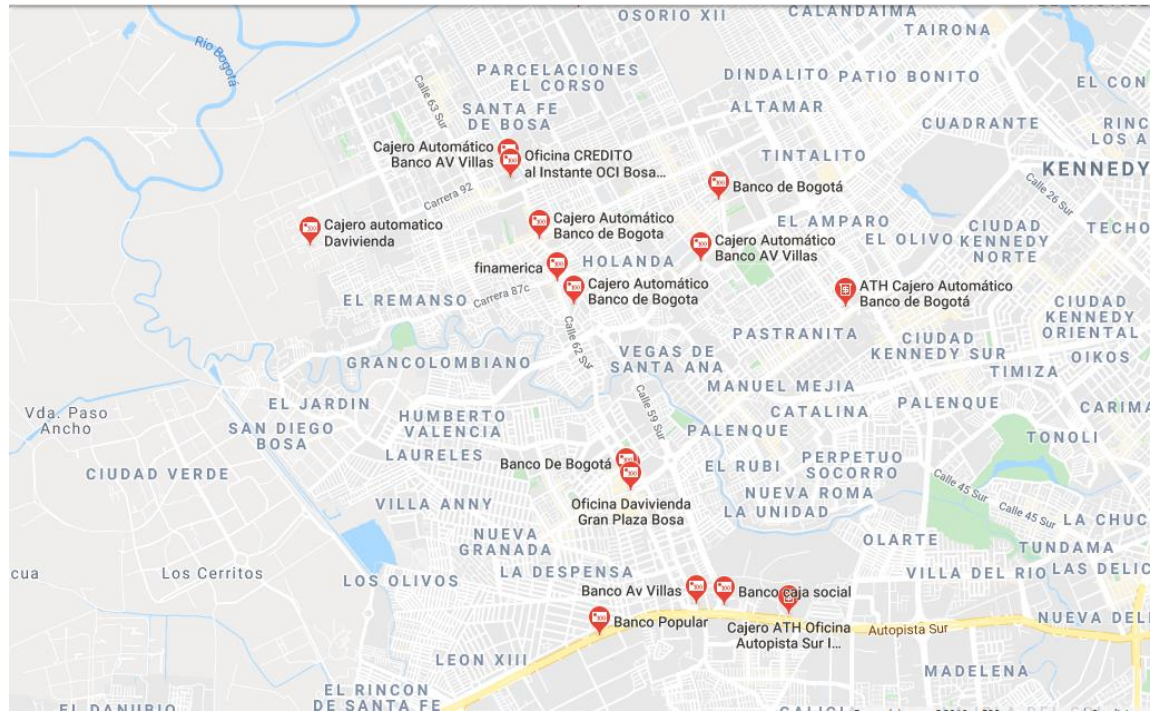 OSORIO XII
CALANDAIMA
TAIRONA
Río Bogotá
Calle 63 Sur
PARCELACIONES
EL CORSO
DINDALITO
PATIO BONITO
EL CON
SANTA FE
DE BOSA
ALTAMAR
CUADRANTE
RINC
LOS A
Cajero Automático
Banco AV Villas
Oficina CREDITO
al Instante OCI Bosa...
TINTALITO
KENNEDY
Carrera 92
Banco de Bogotá
Calle 26 Sur
Cajero automatico
Davivienda
Cajero Automático
Banco de Bogota
EL AMPARO
EL OLIVO
CIUDAD
KENNEDY
NORTE
TECHO
Cajero Automático
Banco AV Villas
finamerica
HOLANDA
Cajero Automático
Banco de Bogota
ATH Cajero Automático
Banco de Bogotá
EL REMANSO
Carrera 87c
CIUDAD
KENNEDY
ORIENTAL
PASTRANITA
CIUDAD
KENNEDY SUR
OIKOS
Calle 62 Sur
GRANCOLOMBIANO
VEGAS DE
SANTA ANA
TIMIZA
MANUEL MEJIA
Calle 59 Sur
EL JARDIN
Vda. Paso
Ancho
SAN DIEGO
BOSA
HUMBERTO
VALENCIA
CATALINA
PALENQUE
CARIMA
PALENQUE
TONOLI
LAURELES
CIUDAD VERDE
Banco De Bogotá
EL RUBI
PERPETUO
SOCORRO
Calle 45 Sur
Calle 45 Sur
VILLA ANNY
Oficina Davivienda
Gran Plaza Bosa
NUEVA ROMA
LA UNIDAD
LA CHUC
NUEVA
GRANADA
OLARTE
TUNDAMA
cua
Los Cerritos
LOS OLIVOS
LA DESPENSA
VILLA DEL RIO
LAS DELIC
Banco Av Villas
Banco caja social
Banco Popular
Cajero ATH Oficina
Autopista Sur I...
Autopista Sur
NUEVA DEL
LEON XIII
MADELENA
EL RINCON
DE SANTA FE
EL DANUBIO